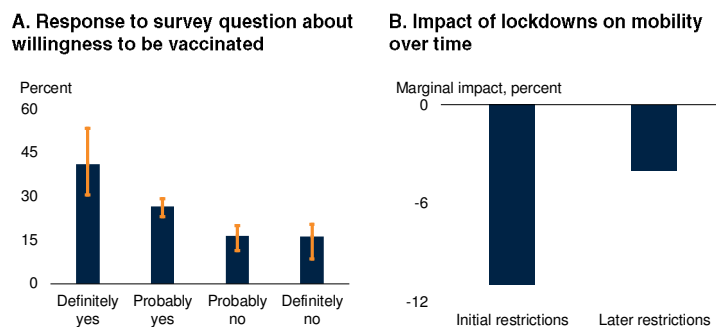 A. Response to survey question about
willingness to be vaccinated
Percent
60
45
30
15
0
Definitely
yes
Probably
yes
Probably
no
Definitely
no
B. Impact of lockdowns on mobility
over time
Marginal impact, percent
0
-6
-12
Initial restrictions
Later restrictions